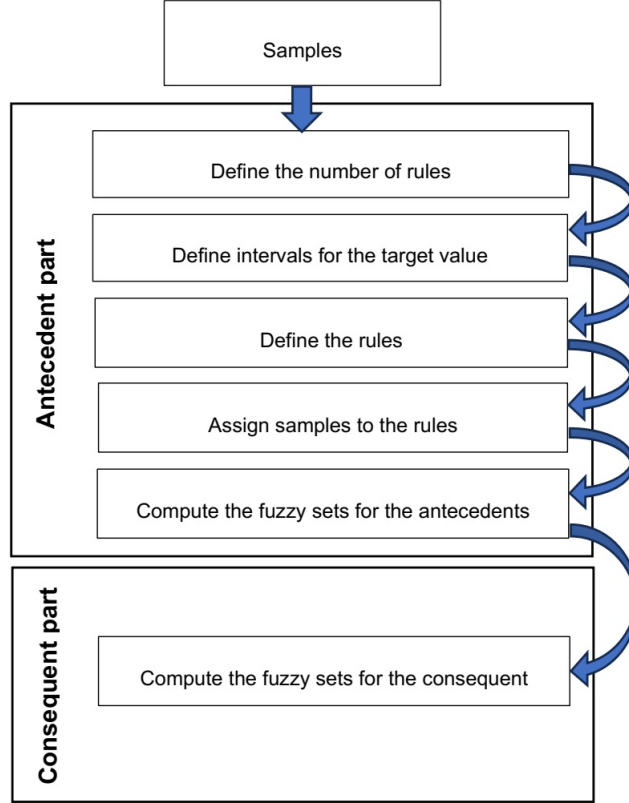 Samples
Antecedent part
Define the number of rules
Define intervals for the target value
Define the rules
Assign samples to the rules
Compute the fuzzy sets for the antecedents
Consequent part
Compute the fuzzy sets for the consequent